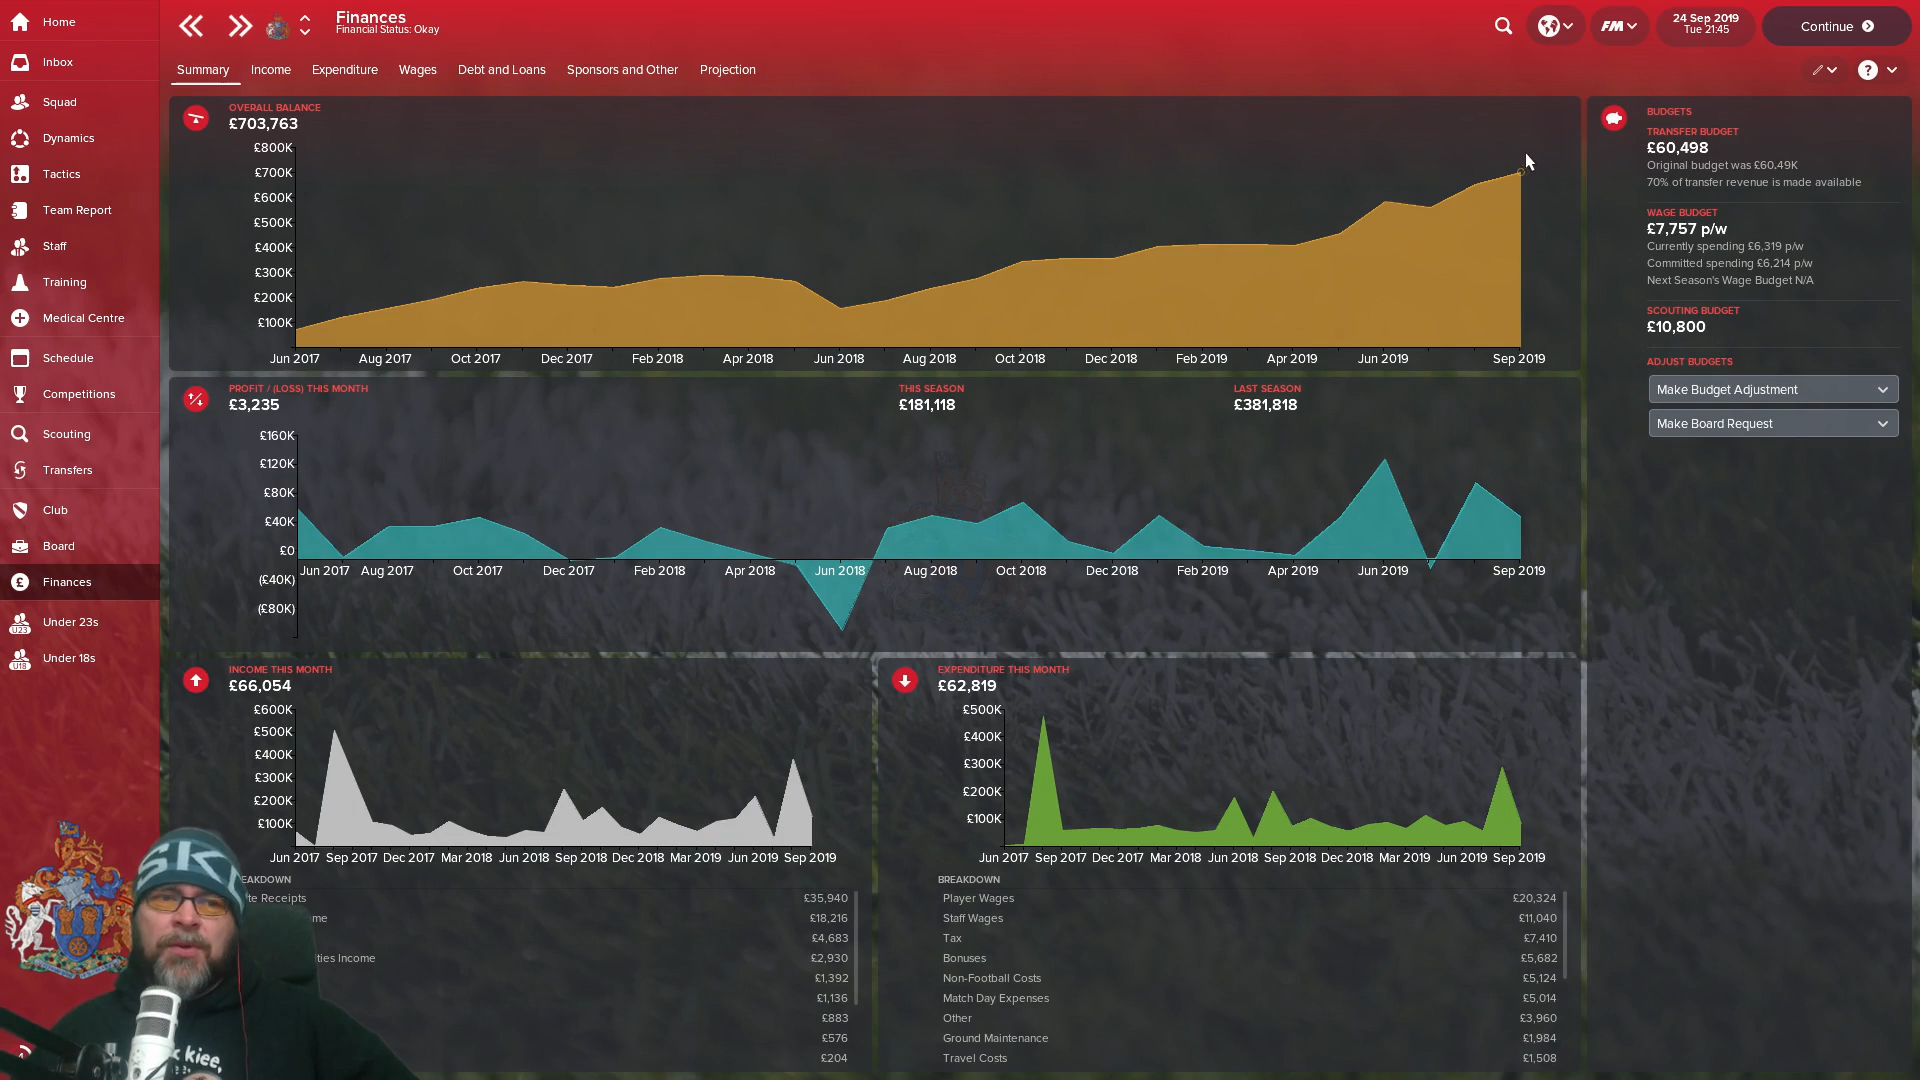 Home
Inbox
Squad
Dynamics
Tactics
Team Report
Staff
Training
Medical Centre
Schedule
Competitions
Scouting
Transfers
Club
Board
Finances
U23
Under 23s
U18
Under 18s
Finances
Financial Status: Okay
FM
24 Sep 2019
Tue 21:45
Continue
Summary Income Expenditure Wages Debt and Loans Sponsors and Other Projection
?
OVERALL BALANCE
£703,763
£800K
£700K
£600K
£500K
£400K
£300K
£200K
£100K
Jun 2017 Aug 2017 Oct 2017 Dec 2017 Feb 2018 Apr 2018 Jun 2018 Aug 2018 Oct 2018 Dec 2018 Feb 2019 Apr 2019 Jun 2019 Sep 2019
PROFIT / (LOSS) THIS MONTH
£3,235
THIS SEASON
£181,118
LAST SEASON
£381,818
£160K
£120K
£80K
£40K
£0
(£40K)
(£80K)
Jun 2017 Aug 2017 Oct 2017 Dec 2017 Feb 2018 Apr 2018 Jun 2018 Aug 2018 Oct 2018 Dec 2018 Feb 2019 Apr 2019 Jun 2019 Sep 2019
INCOME THIS MONTH
£66,054
£600K
£500K
£400K
£300K
£200K
£100K
Jun 2017 Sep 2017 Dec 2017 Mar 2018 Jun 2018 Sep 2018 Dec 2018 Mar 2019 Jun 2019 Sep 2019
EAKDOWN
te Receipts £35,940
me £18,216
£4,683
ties Income £2,930
£1,392
£1,136
£883
£576
£204
EXPENDITURE THIS MONTH
£62,819
£500K
£400K
£300K
£200K
£100K
Jun 2017 Sep 2017 Dec 2017 Mar 2018 Jun 2018 Sep 2018 Dec 2018 Mar 2019 Jun 2019 Sep 2019
BREAKDOWN
Player Wages £20,324
Staff Wages £11,040
Tax £7,410
Bonuses £5,682
Non-Football Costs £5,124
Match Day Expenses £5,014
Other £3,960
Ground Maintenance £1,984
Travel Costs £1,508
BUDGETS
TRANSFER BUDGET
£60,498
Original budget was £60.49K
70% of transfer revenue is made available
WAGE BUDGET
£7,757 p/w
Currently spending £6,319 p/w
Committed spending £6,214 p/w
Next Season's Wage Budget N/A
SCOUTING BUDGET
£10,800
ADJUST BUDGETS
Make Budget Adjustment
Make Board Request
SK
kiee,